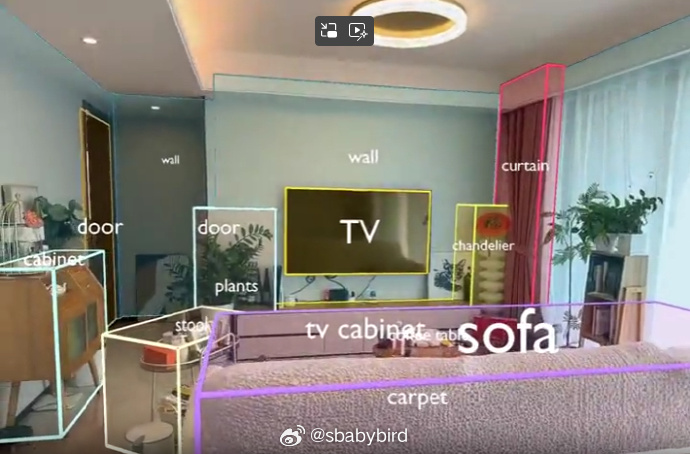 wall
wall
curtain
door
door
TV
chandelier
cabinet
plants
stool
tv cabinet
sofa
carpet
@sbabybird